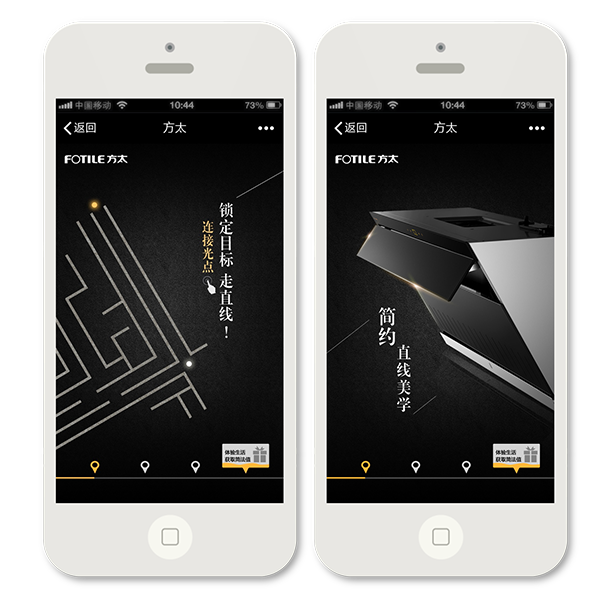 中国移动 10:44 73%
返回 方太
FOTILE 方太
锁定目标 走直线！
连接光点
体验生活
获取简法值
中国移动 10:44 73%
返回 方太
FOTILE 方太
简约
直线美学
体验生活
获取简法值